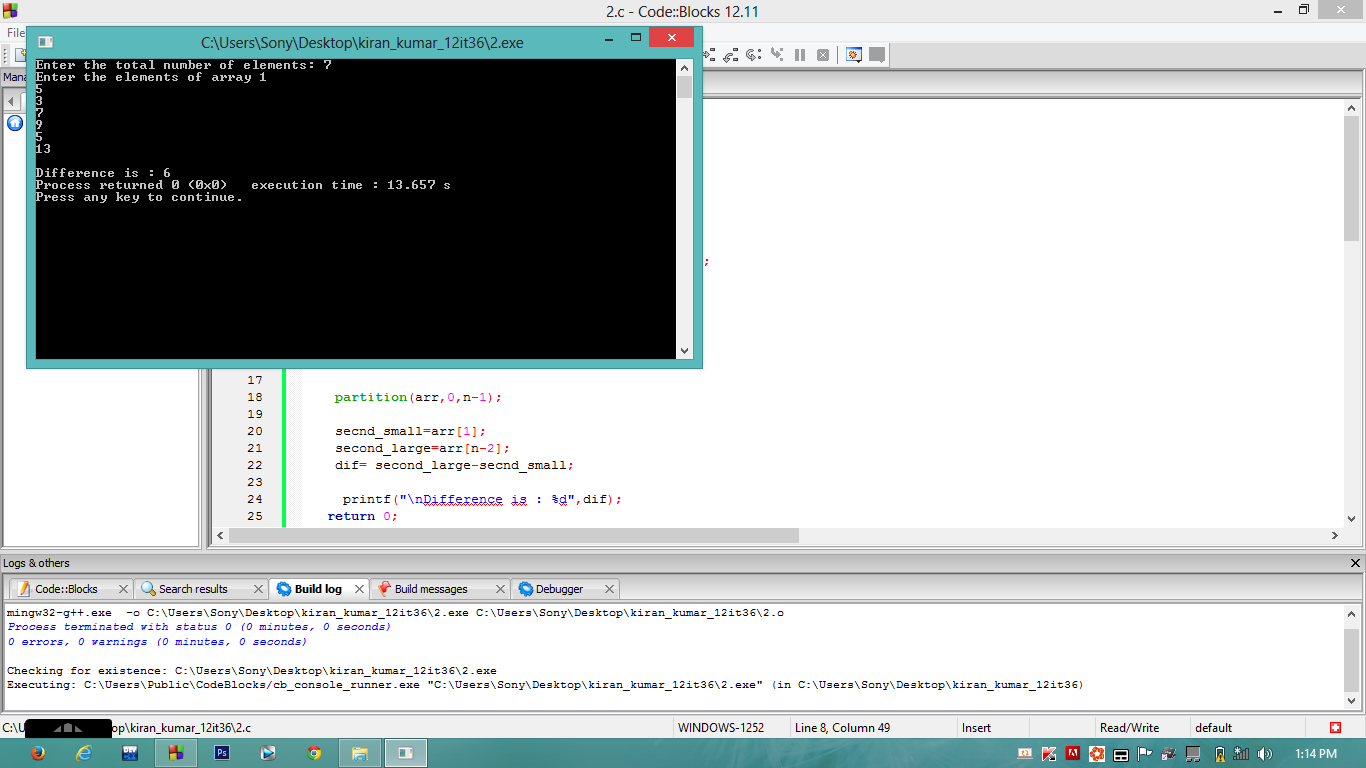 2.c - Code::Blocks 12.11
File
C:\Users\Sony\Desktop\kiran_kumar_12it36\2.exe
Enter the total number of elements: 7
Enter the elements of array 1
5
3
7
9
5
13
Difference is : 6
Process returned 0 (0x0)   execution time : 13.657 s
Press any key to continue.
Mana
;
17
18 partition(arr,0,n-1);
19
20 secnd_small=arr[1];
21 second_large=arr[n-2];
22 dif= second_large-secnd_small;
23
24 printf("\nDifference is : %d",dif);
25 return 0;
Logs & others
Code::Blocks Search results Build log Build messages Debugger
mingw32-g++.exe  -o C:\Users\Sony\Desktop\kiran_kumar_12it36\2.exe C:\Users\Sony\Desktop\kiran_kumar_12it36\2.o
Process terminated with status 0 (0 minutes, 0 seconds)
0 errors, 0 warnings (0 minutes, 0 seconds)
Checking for existence: C:\Users\Sony\Desktop\kiran_kumar_12it36\2.exe
Executing: C:\Users\Public\CodeBlocks/cb_console_runner.exe "C:\Users\Sony\Desktop\kiran_kumar_12it36\2.exe" (in C:\Users\Sony\Desktop\kiran_kumar_12it36)
C:\U top\kiran_kumar_12it36\2.c WINDOWS-1252 Line 8, Column 49 Insert Read/Write default
Ps 1:14 PM